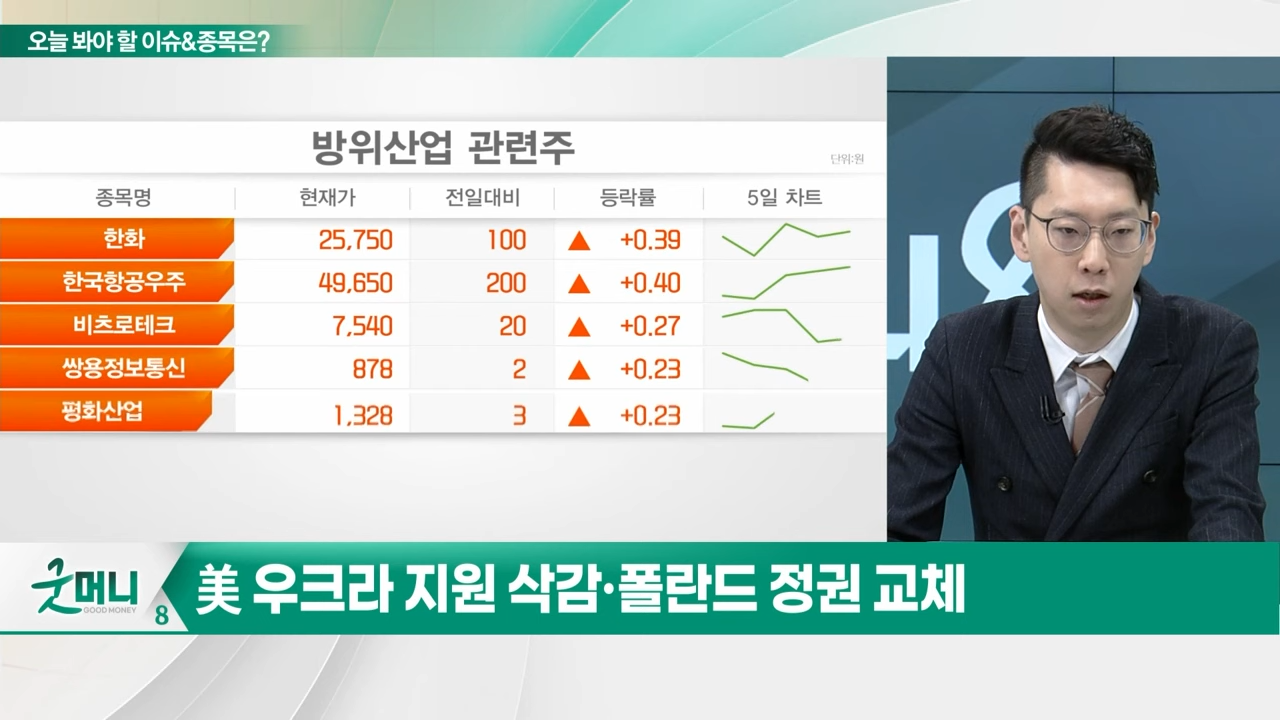 오늘 봐야 할 이슈&종목은?
방위산업 관련주
단위:원
종목명 현재가 전일대비 등락률 5일 차트
한화 25,750 100 ▲ +0.39
한국항공우주 49,650 200 ▲ +0.40
비츠로테크 7,540 20 ▲ +0.27
쌍용정보통신 878 2 ▲ +0.23
평화산업 1,328 3 ▲ +0.23
굿머니
GOOD MONEY
8
美 우크라 지원 삭감·폴란드 정권 교체